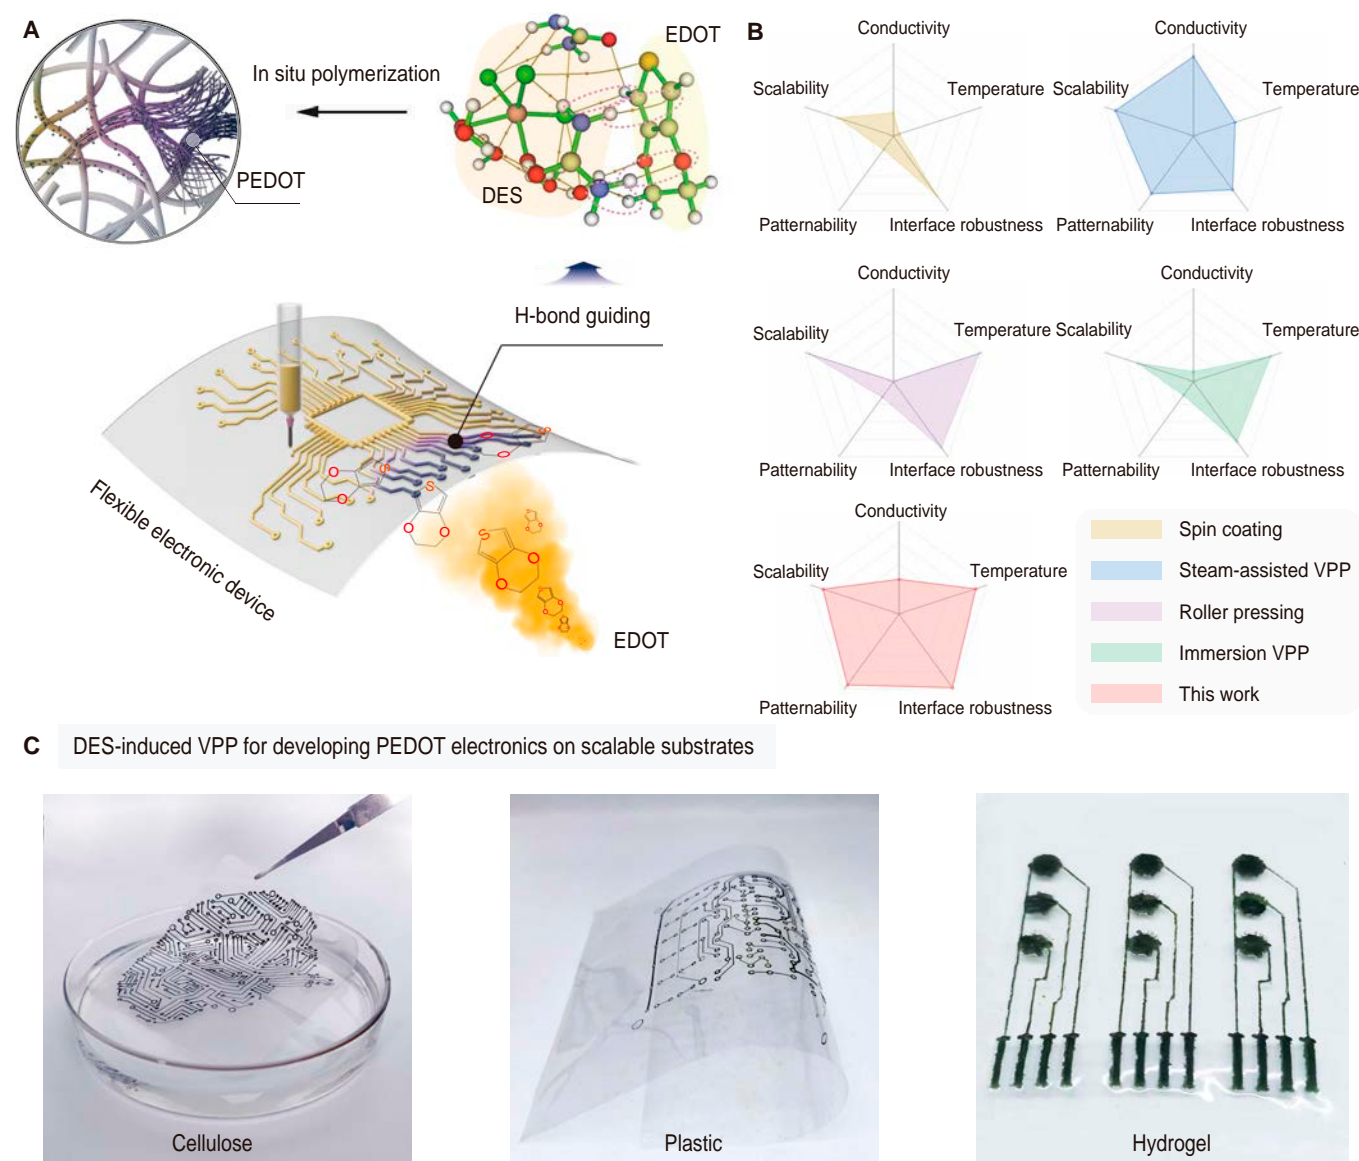 A
In situ polymerization
PEDOT
EDOT
DES
H-bond guiding
Flexible electronic device
S
O
O
S
O
O
S
O
O
S
O
O
EDOT
B
Conductivity
Temperature
Interface robustness
Patternability
Scalability
Conductivity
Temperature
Interface robustness
Patternability
Scalability
Conductivity
Temperature
Interface robustness
Patternability
Scalability
Conductivity
Temperature
Interface robustness
Patternability
Scalability
Conductivity
Temperature
Interface robustness
Patternability
Scalability
Spin coating
Steam-assisted VPP
Roller pressing
Immersion VPP
This work
C
DES-induced VPP for developing PEDOT electronics on scalable substrates
Cellulose
Plastic
Hydrogel